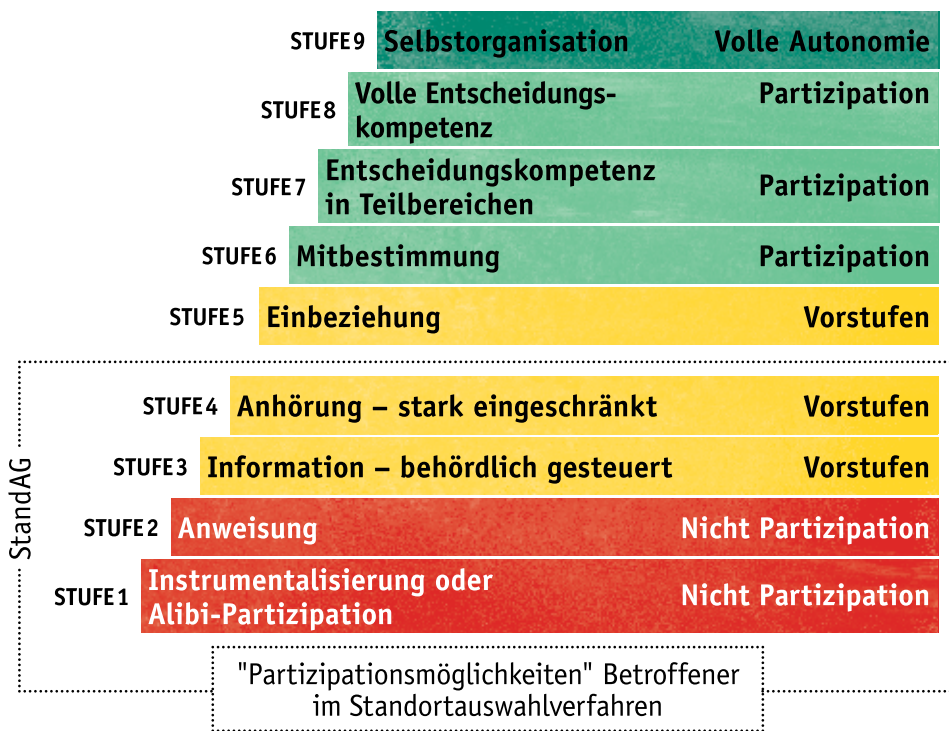 STUFE 9 Selbstorganisation Volle Autonomie
STUFE 8 Volle Entscheidungs- Partizipation
kompetenz
STUFE 7 Entscheidungskompetenz Partizipation
in Teilbereichen
STUFE 6 Mitbestimmung Partizipation
STUFE 5 Einbeziehung Vorstufen
StandAG
STUFE 4 Anhörung – stark eingeschränkt Vorstufen
STUFE 3 Information – behördlich gesteuert Vorstufen
STUFE 2 Anweisung Nicht Partizipation
STUFE 1 Instrumentalisierung oder Nicht Partizipation
Alibi-Partizipation
"Partizipationsmöglichkeiten" Betroffener
im Standortauswahlverfahren